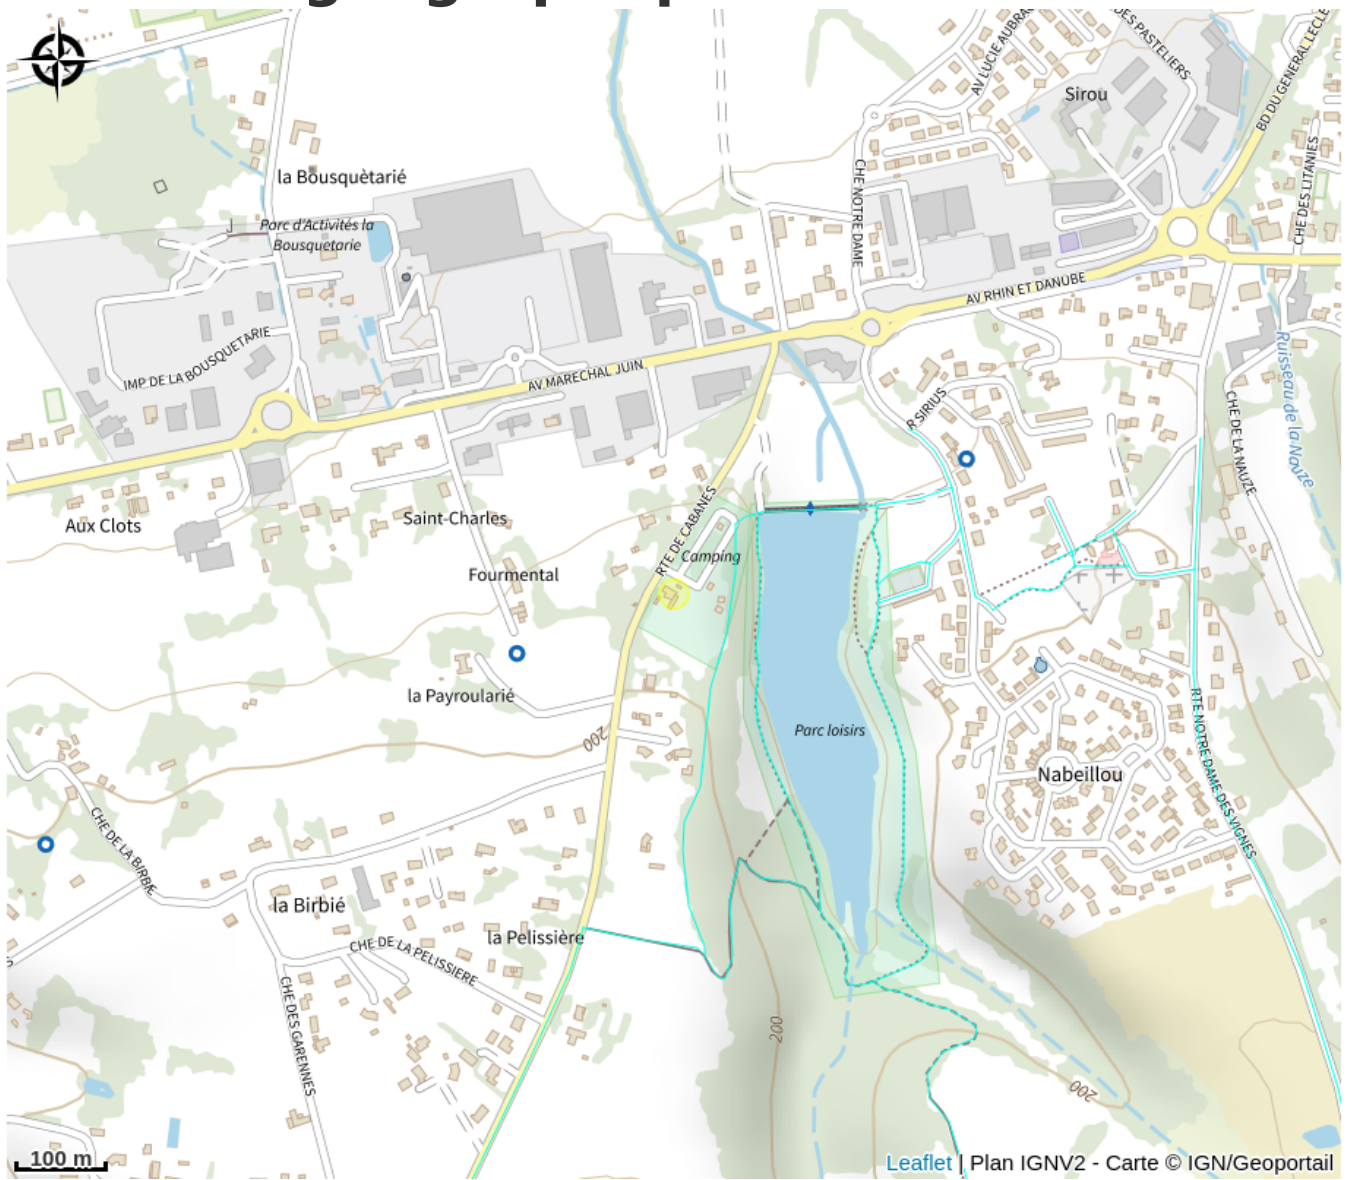 DES PASTELIERS
AV LUCIE AUBRAC
BD DU GENERAL LECLE
Sirou
CHE DES LITANIES
la Bousquètarié
CHE NOTRE DAME
Parc d'Activités la
Bousquetarie
AV RHIN ET DANUBE
IMP DE LA BOUSQUETARIE
AV MARECHAL JUIN
Ruisseau de la Nauze
R SIRIUS
CHE DE LA NAUZE
Aux Clots
Saint-Charles
RTE DE CABANES
Camping
Fourmental
la Payroularié
200
Parc loisirs
RTE NOTRE DAME DES VIGNES
Nabeillou
CHE DE LA BIRBIE
la Birbié
la Pelissière
CHE DE LA PELISSIERE
CHE DES GARENNES
200
200
100 m
Leaflet | Plan IGNV2 - Carte © IGN/Geoportail